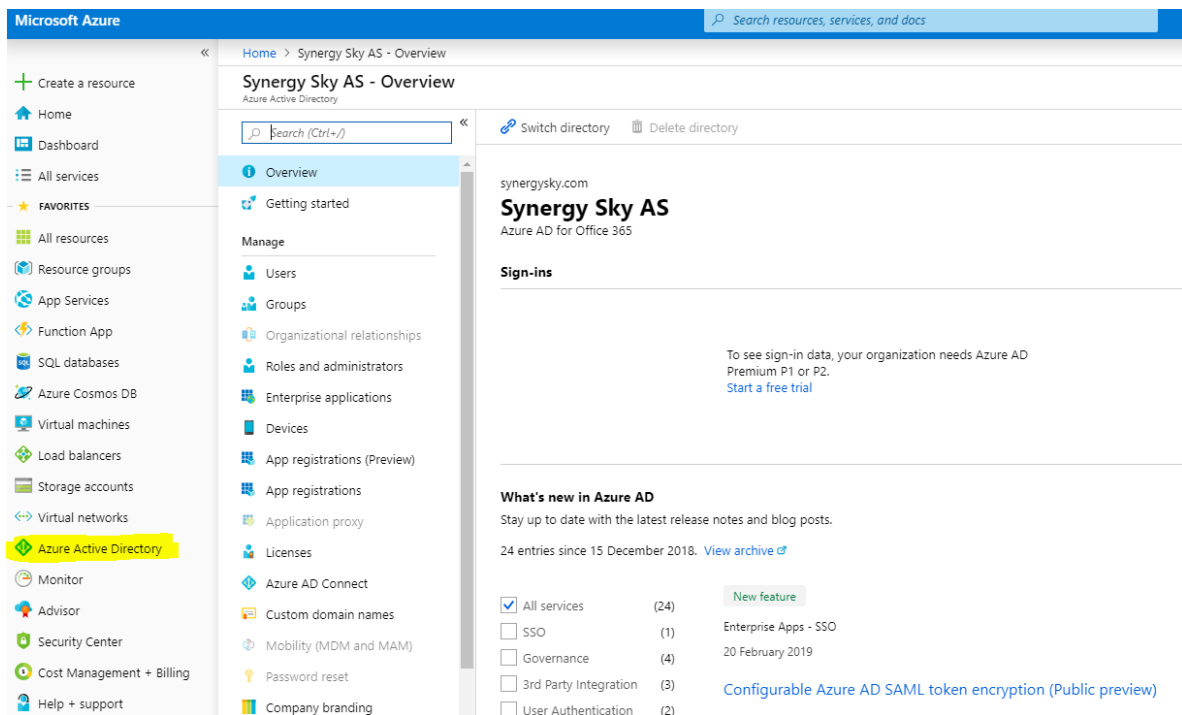 Microsoft Azure
Search resources, services, and docs
«
Create a resource
Home
Dashboard
All services
FAVORITES
All resources
Resource groups
App Services
Function App
SQL databases
Azure Cosmos DB
Virtual machines
Load balancers
Storage accounts
Virtual networks
Azure Active Directory
Monitor
Advisor
Security Center
Cost Management + Billing
Help + support
Home > Synergy Sky AS - Overview
Synergy Sky AS - Overview
Azure Active Directory
Search (Ctrl+/)
«
Overview
Getting started
Manage
Users
Groups
Organizational relationships
Roles and administrators
Enterprise applications
Devices
App registrations (Preview)
App registrations
Application proxy
Licenses
Azure AD Connect
Custom domain names
Mobility (MDM and MAM)
Password reset
Company branding
Switch directory Delete directory
synergysky.com
Synergy Sky AS
Azure AD for Office 365
Sign-ins
To see sign-in data, your organization needs Azure AD
Premium P1 or P2.
Start a free trial
What's new in Azure AD
Stay up to date with the latest release notes and blog posts.
24 entries since 15 December 2018. View archive
All services (24)
SSO (1)
Governance (4)
3rd Party Integration (3)
User Authentication (2)
New feature
Enterprise Apps - SSO
20 February 2019
Configurable Azure AD SAML token encryption (Public preview)